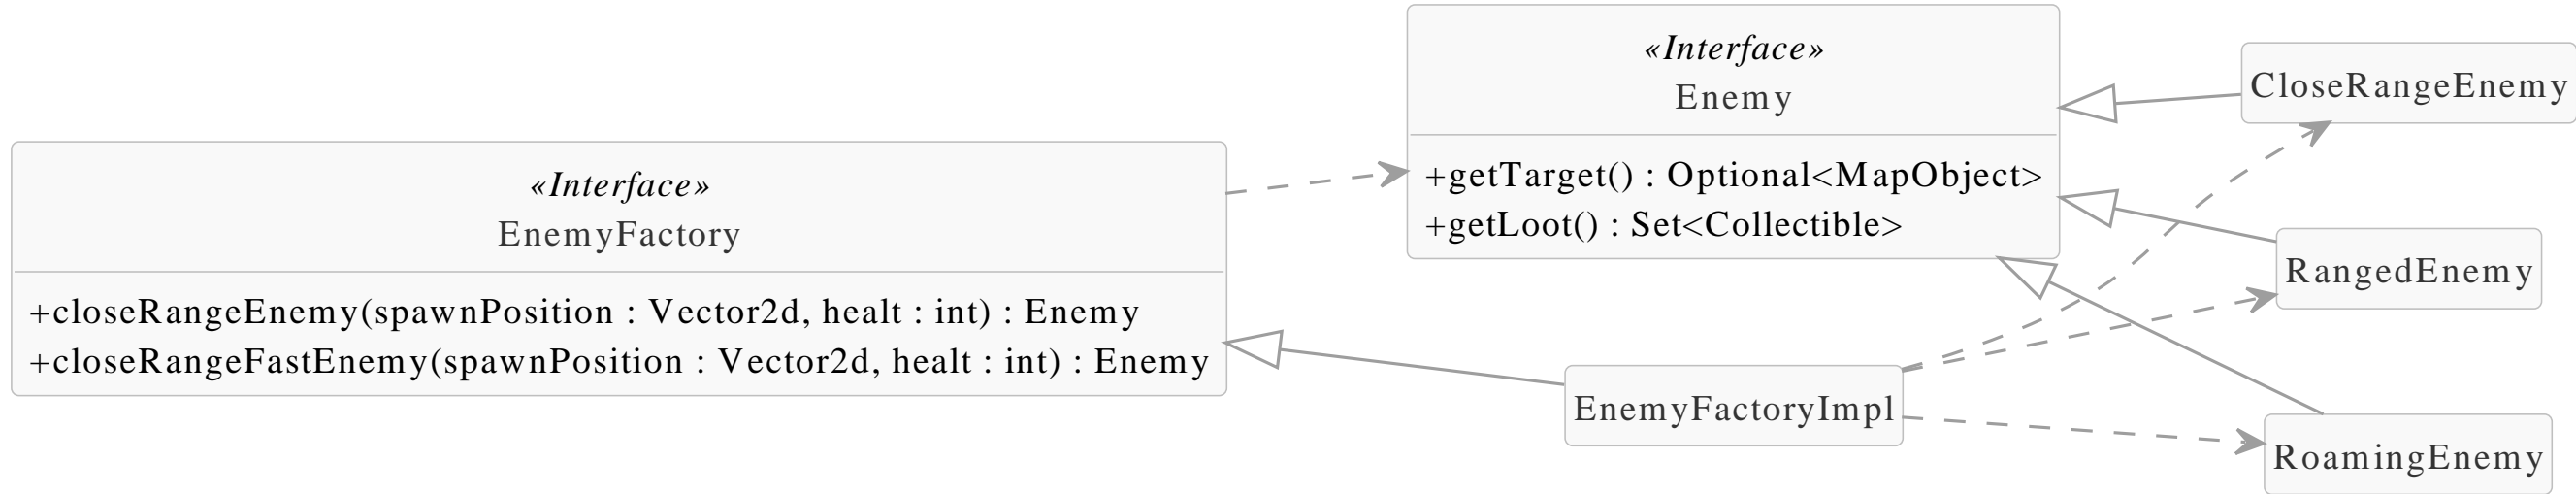 «Interface»
EnemyFactory
+closeRangeEnemy(spawnPosition : Vector2d, healt : int) : Enemy
+closeRangeFastEnemy(spawnPosition : Vector2d, healt : int) : Enemy
«Interface»
Enemy
+getTarget() : Optional<MapObject>
+getLoot() : Set<Collectible>
EnemyFactoryImpl
CloseRangeEnemy
RangedEnemy
RoamingEnemy